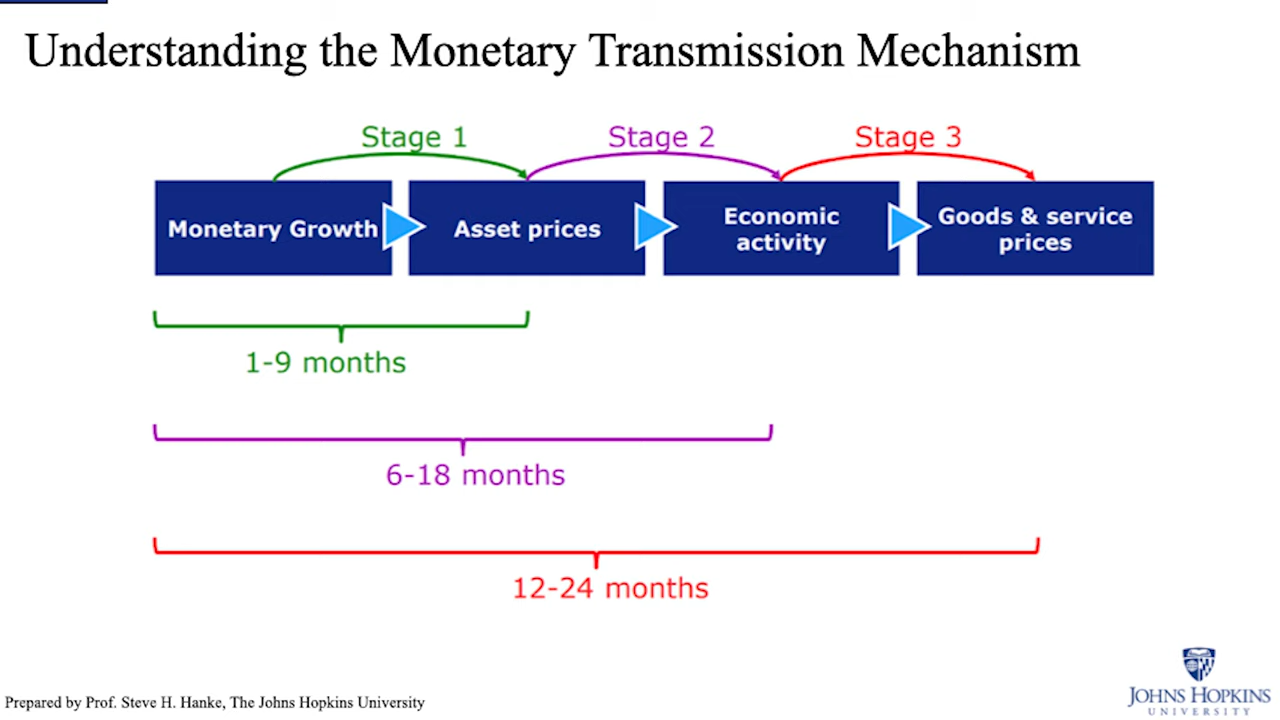 Understanding the Monetary Transmission Mechanism
Stage 1
Stage 2
Stage 3
Monetary Growth
Asset prices
Economic
activity
Goods & service
prices
1-9 months
6-18 months
12-24 months
Prepared by Prof. Steve H. Hanke, The Johns Hopkins University
JOHNS HOPKINS
UNIVERSITY